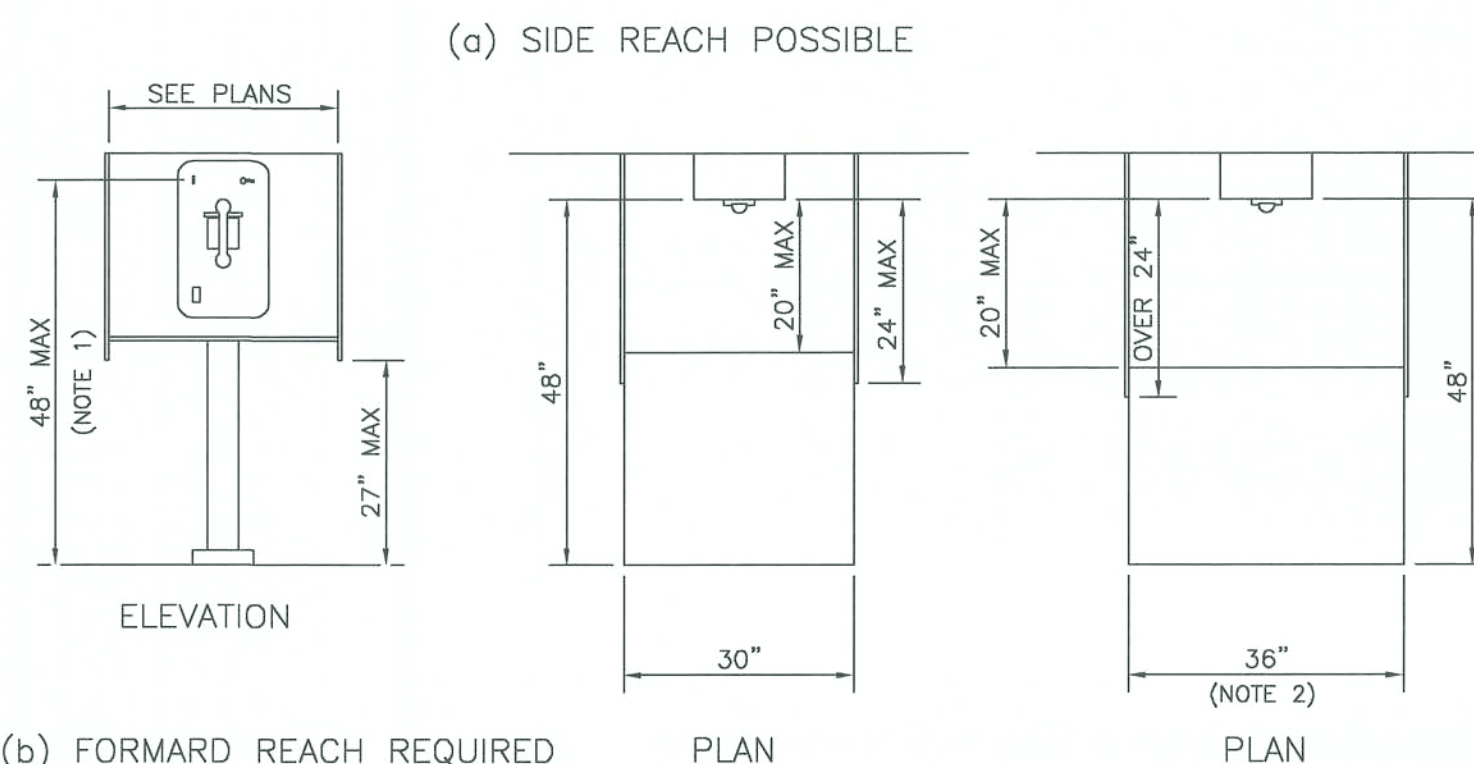 (a) SIDE REACH POSSIBLE
SEE PLANS
48" MAX
(NOTE 1)
27" MAX
ELEVATION
48"
20" MAX
24" MAX
30"
20" MAX
OVER 24"
48"
36"
(NOTE 2)
(b) FORMARD REACH REQUIRED
PLAN
PLAN